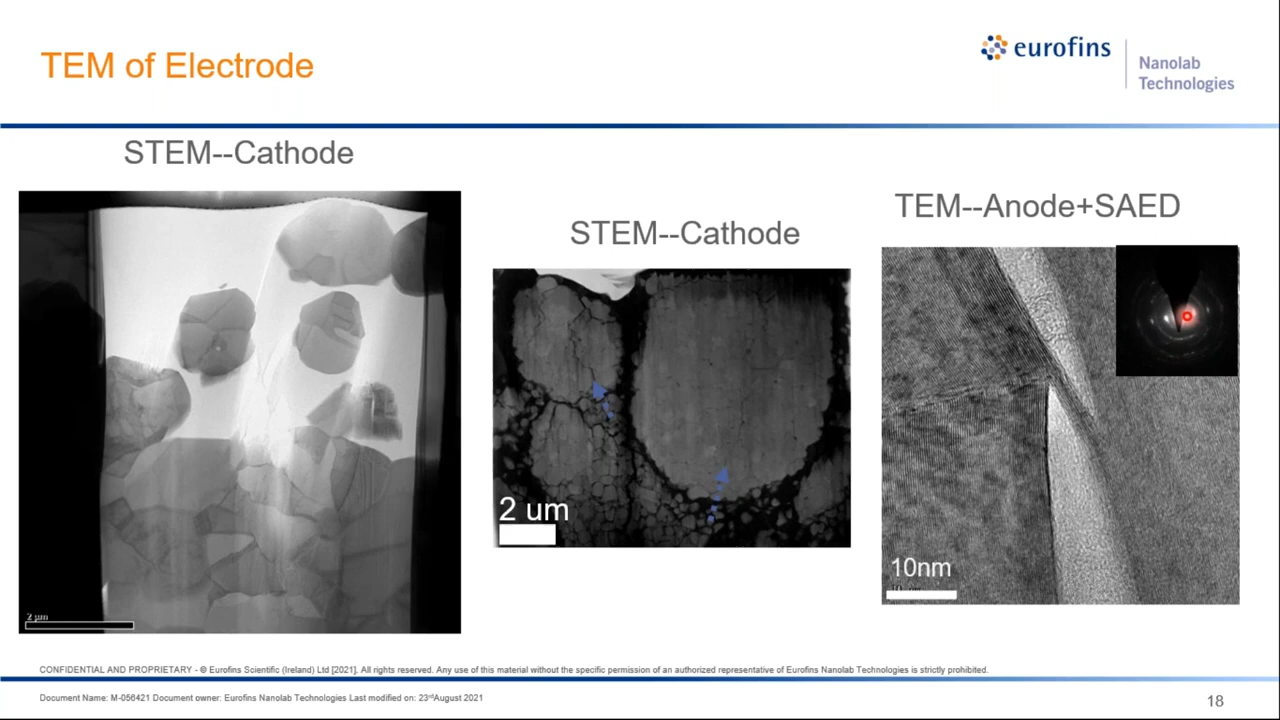 TEM of Electrode
eurofins
Nanolab
Technologies
STEM--Cathode
STEM--Cathode
TEM--Anode+SAED
2 μm
2 um
10nm
CONFIDENTIAL AND PROPRIETARY - © Eurofins Scientific (Ireland) Ltd [2021]. All rights reserved. Any use of this material without the specific permission of an authorized representative of Eurofins Nanolab Technologies is strictly prohibited.
Document Name: M-056421 Document owner: Eurofins Nanolab Technologies Last modified on: 23rdAugust 2021
18